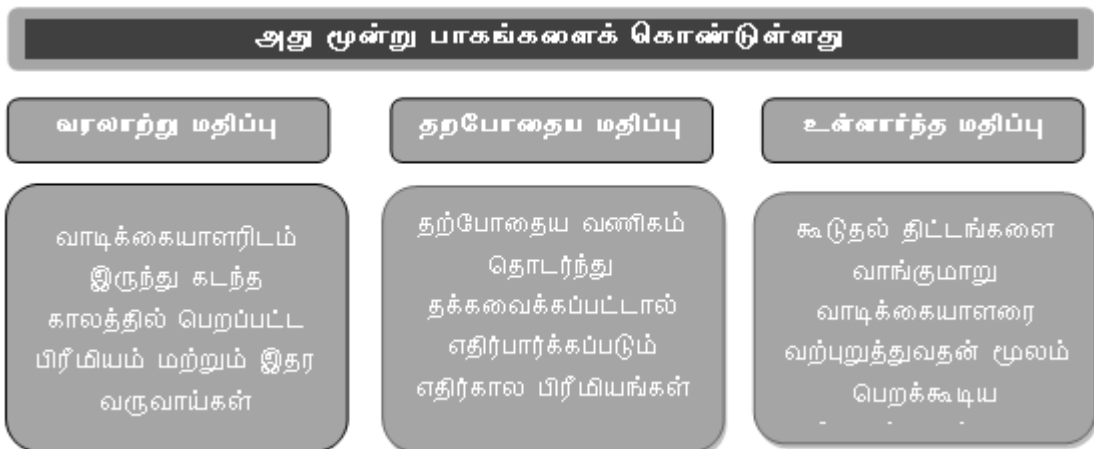 அது மூன்று பாகங்களைக் கொண்டுள்ளது
வரலாற்று மதிப்பு
வாடிக்கையாளரிடம்
இருந்து கடந்த
காலத்தில் பெறப்பட்ட
பிரீமியம் மற்றும் இதர
வருவாய்கள்
தற்போதைய மதிப்பு
தற்போதைய வணிகம்
தொடர்ந்து
தக்கவைக்கப்பட்டால்
எதிர்பார்க்கப்படும்
எதிர்கால பிரீமியங்கள்
உள்ளார்ந்த மதிப்பு
கூடுதல் திட்டங்களை
வாங்குமாறு
வாடிக்கையாளரை
வற்புறுத்துவதன் மூலம்
பெறக்கூடிய